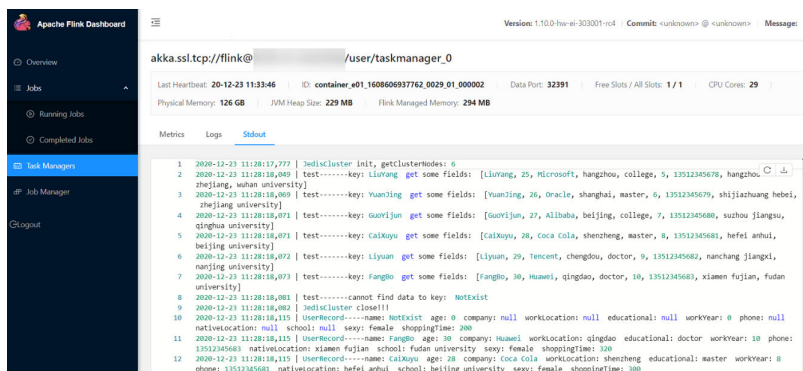 Apache Flink Dashboard
Version: 1.10.0-hw-ei-303001-rc4 Commit: <unknown> @ <unknown> Message:
Overview
Jobs
Running Jobs
Completed Jobs
Task Managers
Job Manager
Logout
akka.ssl.tcp://flink@ /user/taskmanager_0
Last Heartbeat: 20-12-23 11:33:46 ID: container_e01_1608606937762_0029_01_000002 Data Port: 32391 Free Slots / All Slots: 1 / 1 CPU Cores: 29
Physical Memory: 126 GB JVM Heap Size: 229 MB Flink Managed Memory: 294 MB
Metrics Logs Stdout
1 2020-12-23 11:28:17,777 | JedisCluster init, getClusterNodes: 6
2 2020-12-23 11:28:18,049 | test-------key: LiuYang get some fields: [LiuYang, 25, Microsoft, hangzhou, college, 5, 13512345678, hangzhou
zhejiang, wuhan university]
3 2020-12-23 11:28:18,069 | test-------key: YuanJing get some fields: [YuanJing, 26, Oracle, shanghai, master, 6, 13512345679, shijiazhuang hebei,
zhejiang university]
4 2020-12-23 11:28:18,071 | test-------key: GuoYijun get some fields: [GuoYijun, 27, Alibaba, beijing, college, 7, 13512345680, suzhou jiangsu,
qinghua university]
5 2020-12-23 11:28:18,071 | test-------key: CaiXuyu get some fields: [CaiXuyu, 28, Coca Cola, shenzheng, master, 8, 13512345681, hefei anhui,
beijing university]
6 2020-12-23 11:28:18,072 | test-------key: Liyuan get some fields: [Liyuan, 29, Tencent, chengdou, doctor, 9, 13512345682, nanchang jiangxi,
nanjing university]
7 2020-12-23 11:28:18,073 | test-------key: FangBo get some fields: [FangBo, 30, Huawei, qingdao, doctor, 10, 13512345683, xiamen fujian, fudan
university]
8 2020-12-23 11:28:18,081 | test-------cannot find data to key: NotExist
9 2020-12-23 11:28:18,082 | JedisCluster close!!!
10 2020-12-23 11:28:18,115 | UserRecord-----name: NotExist age: 0 company: null workLocation: null educational: null workYear: 0 phone: null
nativeLocation: null school: null sexy: female shoppingTime: 200
11 2020-12-23 11:28:18,115 | UserRecord-----name: FangBo age: 30 company: Huawei workLocation: qingdao educational: doctor workYear: 10 phone:
13512345683 nativeLocation: xiamen fujian school: fudan university sexy: female shoppingTime: 320
12 2020-12-23 11:28:18,115 | UserRecord-----name: CaiXuyu age: 28 company: Coca Cola workLocation: shenzheng educational: master workYear: 8
phone: 13512345681 nativeLocation: hefei anhui school: beijing university sexy: female shoppingTime: 300